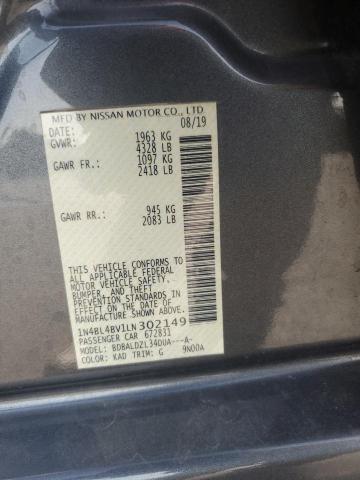 MFD BY NISSAN MOTOR CO., LTD
DATE: 08/19
GVWR: 1963 KG
4328 LB
GAWR FR.: 1097 KG
2418 LB
GAWR RR.: 945 KG
2083 LB
THIS VEHICLE CONFORMS TO
ALL APPLICABLE FEDERAL
MOTOR VEHICLE SAFETY,
BUMPER, AND THEFT
PREVENTION STANDARDS
IN EFFECT ON THE DATE OF
MANUFACTURE SHOWN ABOVE.
1N4BL4BV1LN302149
PASSENGER CAR 672831
MODEL: BDBALDZL34DUA---A-
COLOR: KAD TRIM: G 9N00A